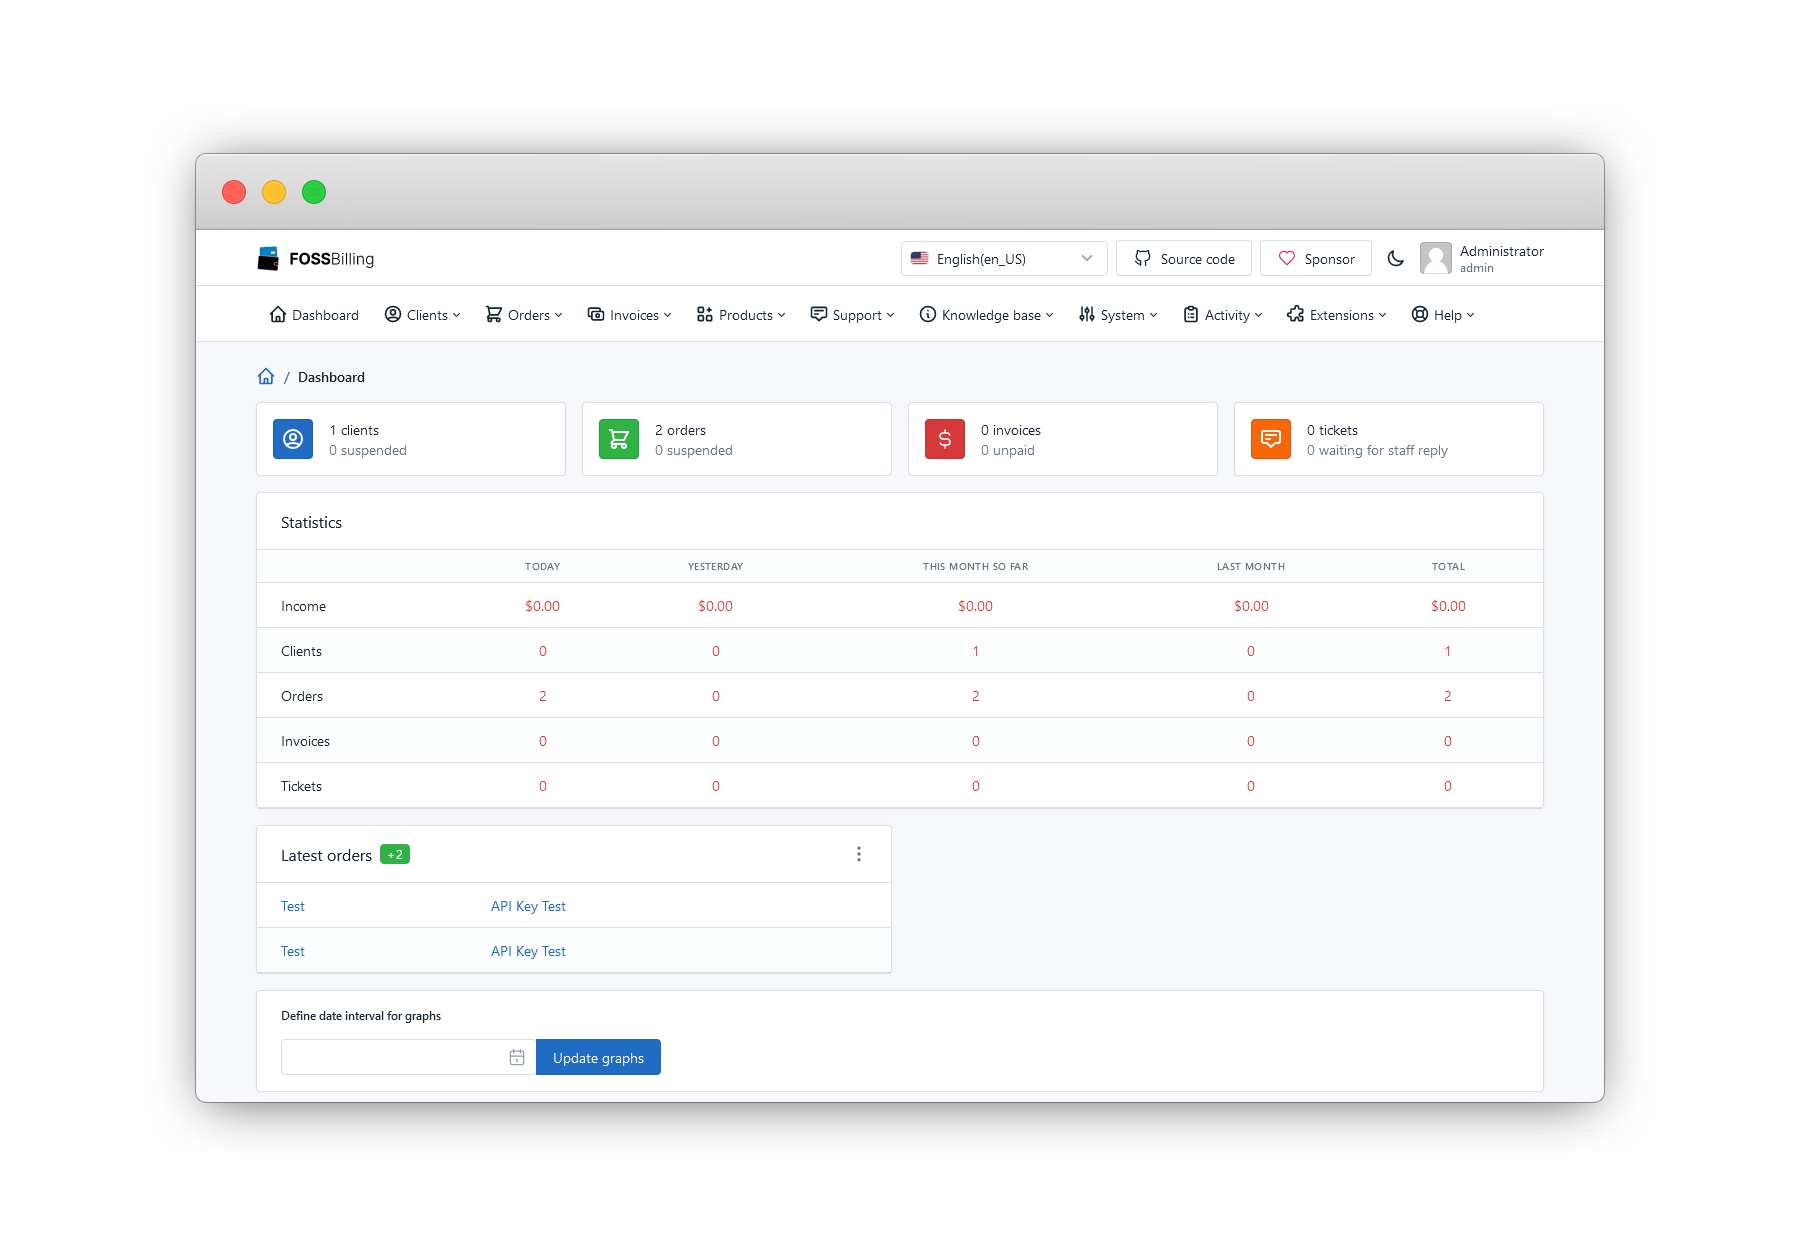 FOSSBilling
English(en_US)
Source code
Sponsor
Administrator
admin
Dashboard
Clients
Orders
Invoices
Products
Support
Knowledge base
System
Activity
Extensions
Help
/ Dashboard
1 clients
0 suspended
2 orders
0 suspended
$
0 invoices
0 unpaid
0 tickets
0 waiting for staff reply
Statistics
TODAY YESTERDAY THIS MONTH SO FAR LAST MONTH TOTAL
Income $0.00 $0.00 $0.00 $0.00 $0.00
Clients 0 0 1 0 1
Orders 2 0 2 0 2
Invoices 0 0 0 0 0
Tickets 0 0 0 0 0
Latest orders +2
Test API Key Test
Test API Key Test
Define date interval for graphs
Update graphs